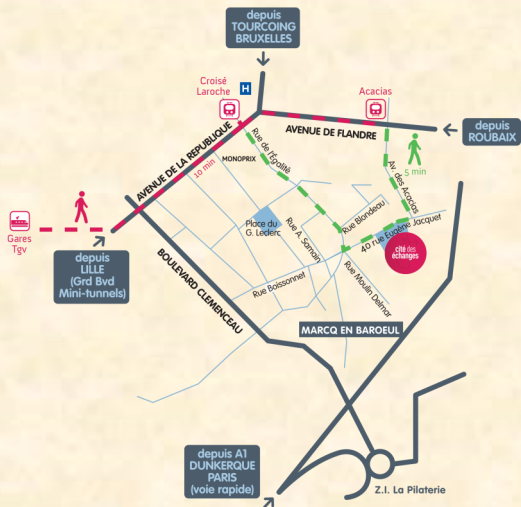 depuis
TOURCOING
BRUXELLES
Croisé
Laroche
H
Acacias
AVENUE DE FLANDRE
depuis
ROUBAIX
AVENUE DE LA REPUBLIQUE
10 min
MONOPRIX
Rue de l'Egalité
5 min
Av. des Acacias
Gares
Tgv
Place du
G. Leclerc
Rue A. Samain
Rue Blondeau
40 rue Eugène Jacquet
cité des
échanges
depuis
LILLE
(Grd Bvd
Mini-tunnels)
BOULEVARD CLEMENCEAU
Rue Boissonnet
Rue Moulin Delmar
MARCQ EN BAROEUL
depuis A1
DUNKERQUE
PARIS
(voie rapide)
Z.I. La Pilaterie